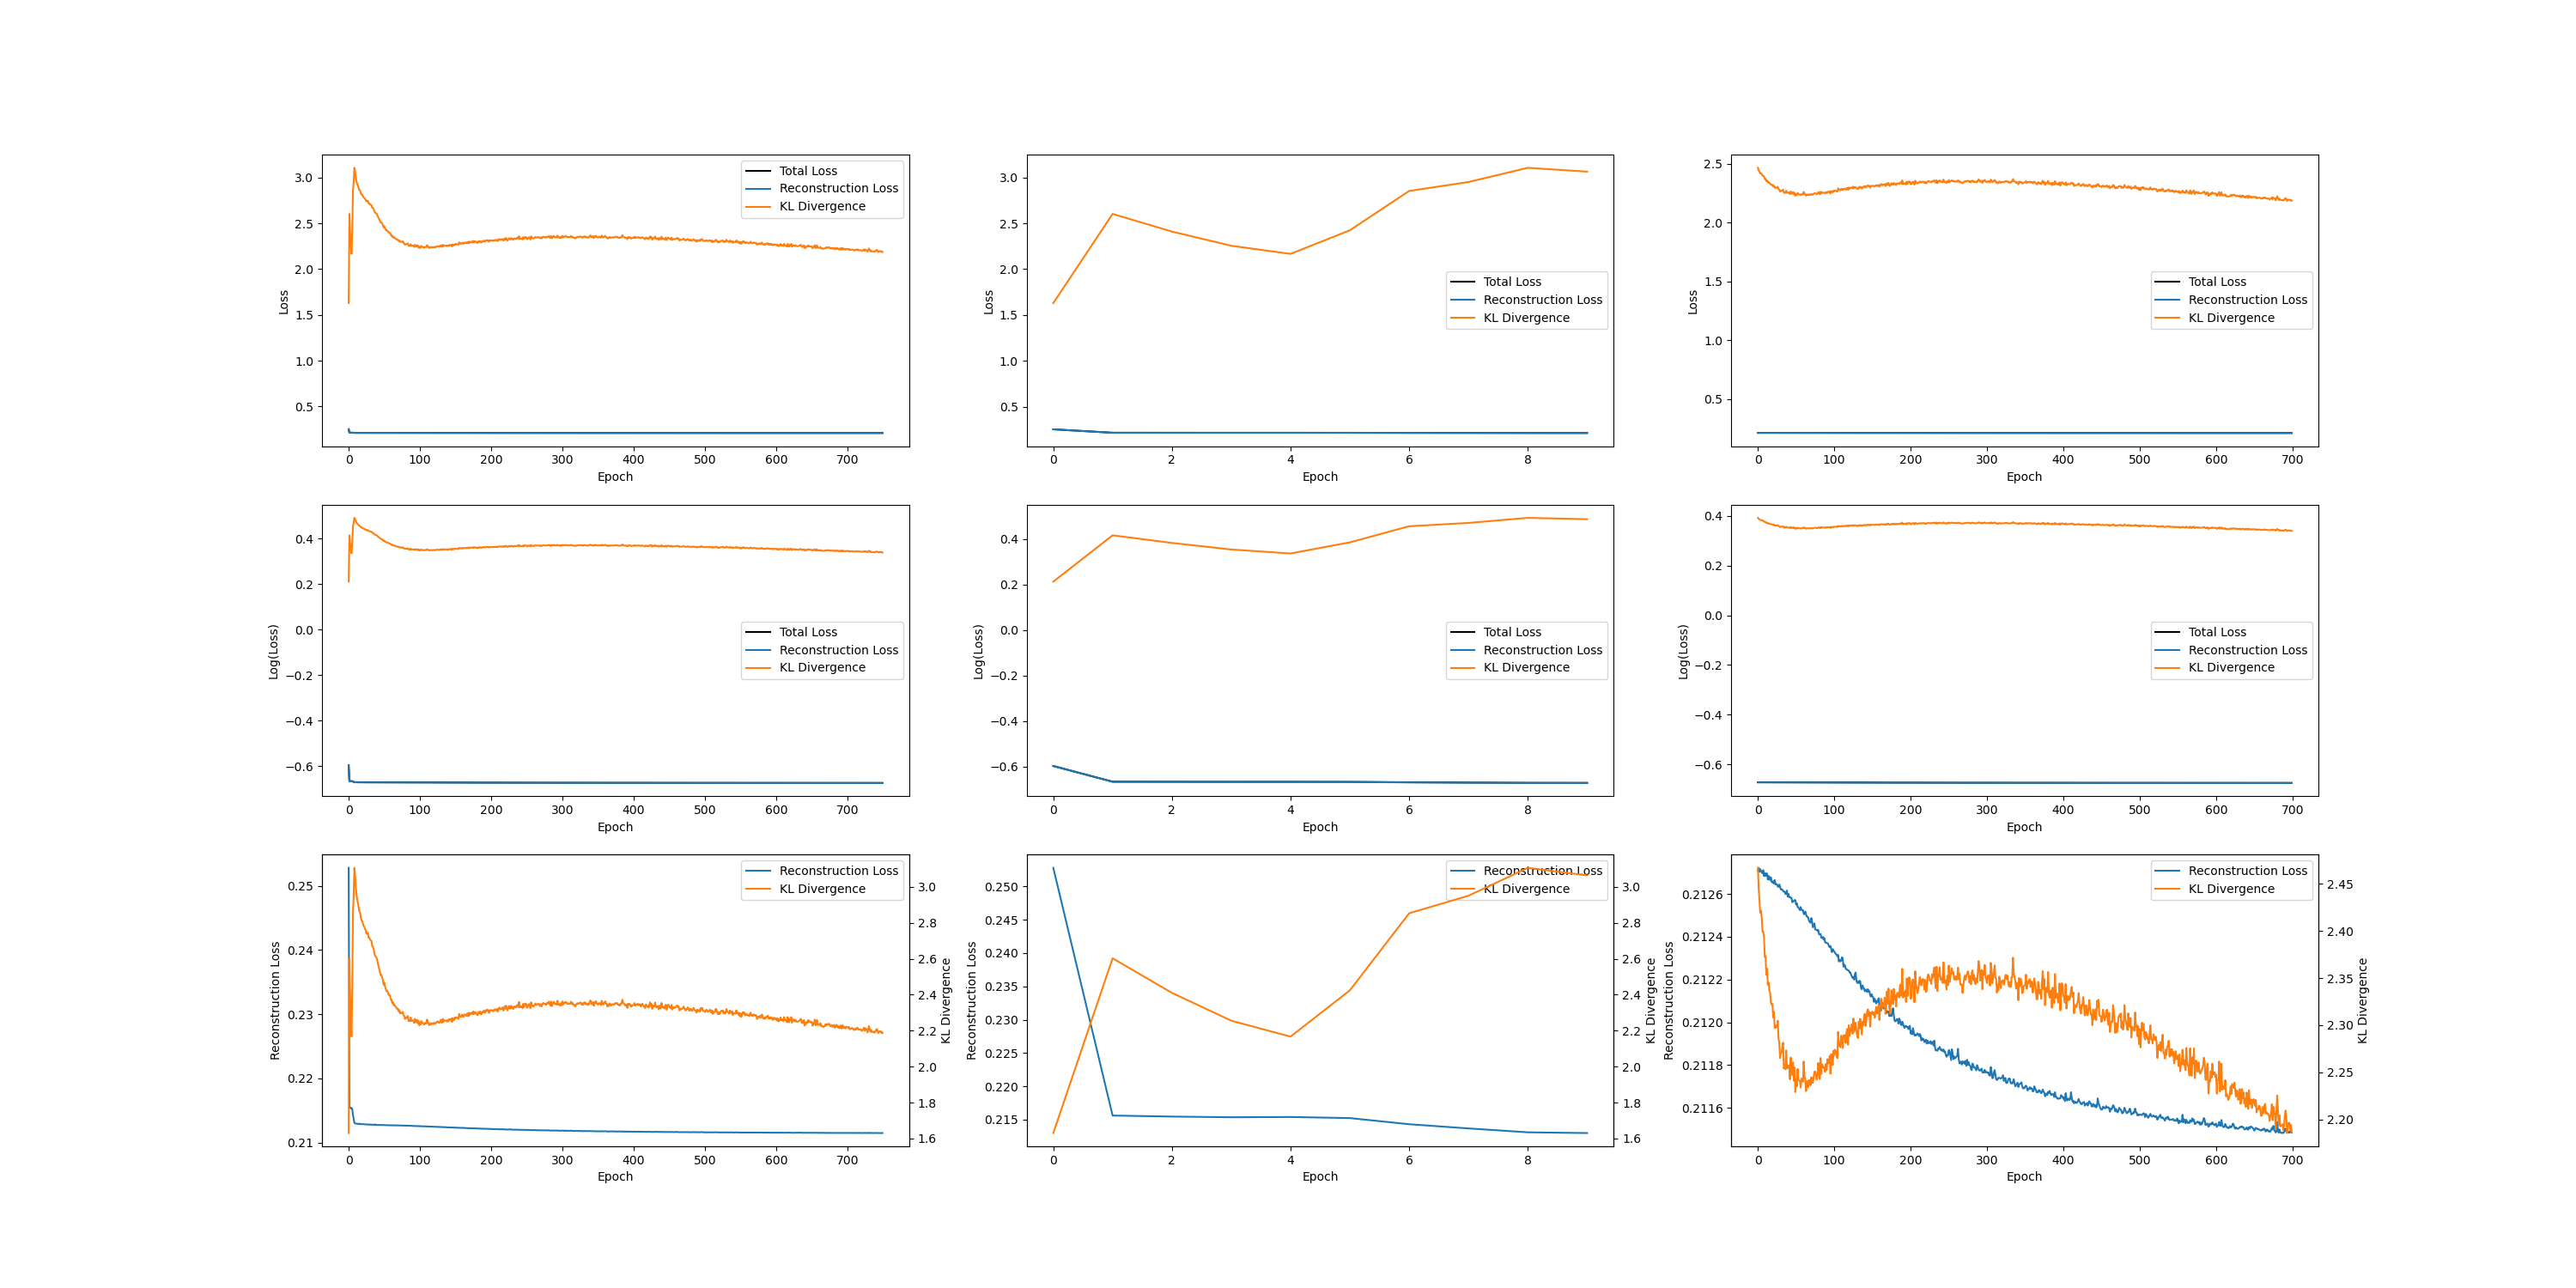 Total Loss
Reconstruction Loss
KL Divergence
3.0
2.5
2.0
1.5
1.0
0.5
Loss
0 100 200 300 400 500 600 700
Epoch
Total Loss
Reconstruction Loss
KL Divergence
3.0
2.5
2.0
1.5
1.0
0.5
Loss
0 2 4 6 8
Epoch
Total Loss
Reconstruction Loss
KL Divergence
2.5
2.0
1.5
1.0
0.5
Loss
0 100 200 300 400 500 600 700
Epoch
Total Loss
Reconstruction Loss
KL Divergence
0.4
0.2
0.0
−0.2
−0.4
−0.6
Log(Loss)
0 100 200 300 400 500 600 700
Epoch
Total Loss
Reconstruction Loss
KL Divergence
0.4
0.2
0.0
−0.2
−0.4
−0.6
Log(Loss)
0 2 4 6 8
Epoch
Total Loss
Reconstruction Loss
KL Divergence
0.4
0.2
0.0
−0.2
−0.4
−0.6
Log(Loss)
0 100 200 300 400 500 600 700
Epoch
Reconstruction Loss
KL Divergence
0.25
0.24
0.23
0.22
0.21
Reconstruction Loss
3.0
2.8
2.6
2.4
2.2
2.0
1.8
1.6
KL Divergence
0 100 200 300 400 500 600 700
Epoch
Reconstruction Loss
KL Divergence
0.250
0.245
0.240
0.235
0.230
0.225
0.220
0.215
Reconstruction Loss
3.0
2.8
2.6
2.4
2.2
2.0
1.8
1.6
KL Divergence
0 2 4 6 8
Epoch
Reconstruction Loss
KL Divergence
0.2126
0.2124
0.2122
0.2120
0.2118
0.2116
Reconstruction Loss
2.45
2.40
2.35
2.30
2.25
2.20
KL Divergence
0 100 200 300 400 500 600 700
Epoch